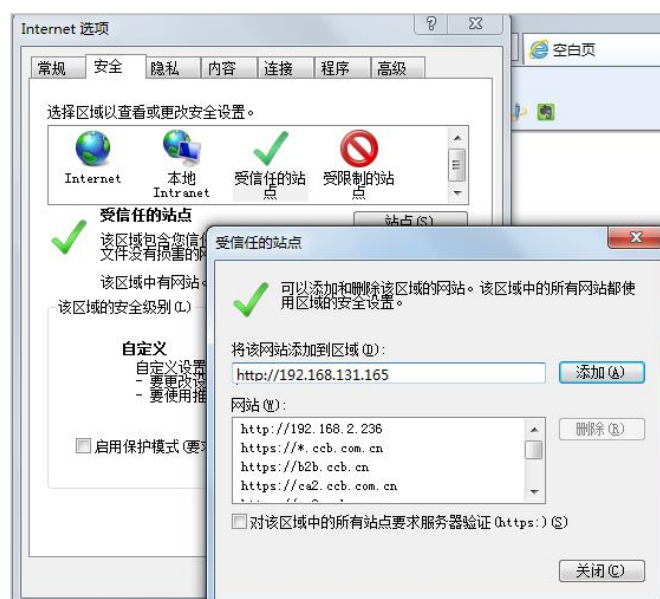 Internet 选项
空白页
常规 安全 隐私 内容 连接 程序 高级
选择区域以查看或更改安全设置。
Internet 本地 Intranet 受信任的站点 受限制的站点
受信任的站点
站点(S)
该区域包含您信
文件没有损害的网
该区域中有网站。
该区域的安全级别(L)
自定义
自定义设置
- 要更改设
- 要使用推
启用保护模式(要
受信任的站点
可以添加和删除该区域的网站。该区域中的所有网站都使
用区域的安全设置。
将该网站添加到区域(D):
http://192.168.131.165
添加(A)
网站(W):
http://192.168.2.236
https://*.ccb.com.cn
https://b2b.ccb.cn
https://ca2.ccb.com.cn
删除(R)
对该区域中的所有站点要求服务器验证(https:)(S)
关闭(C)